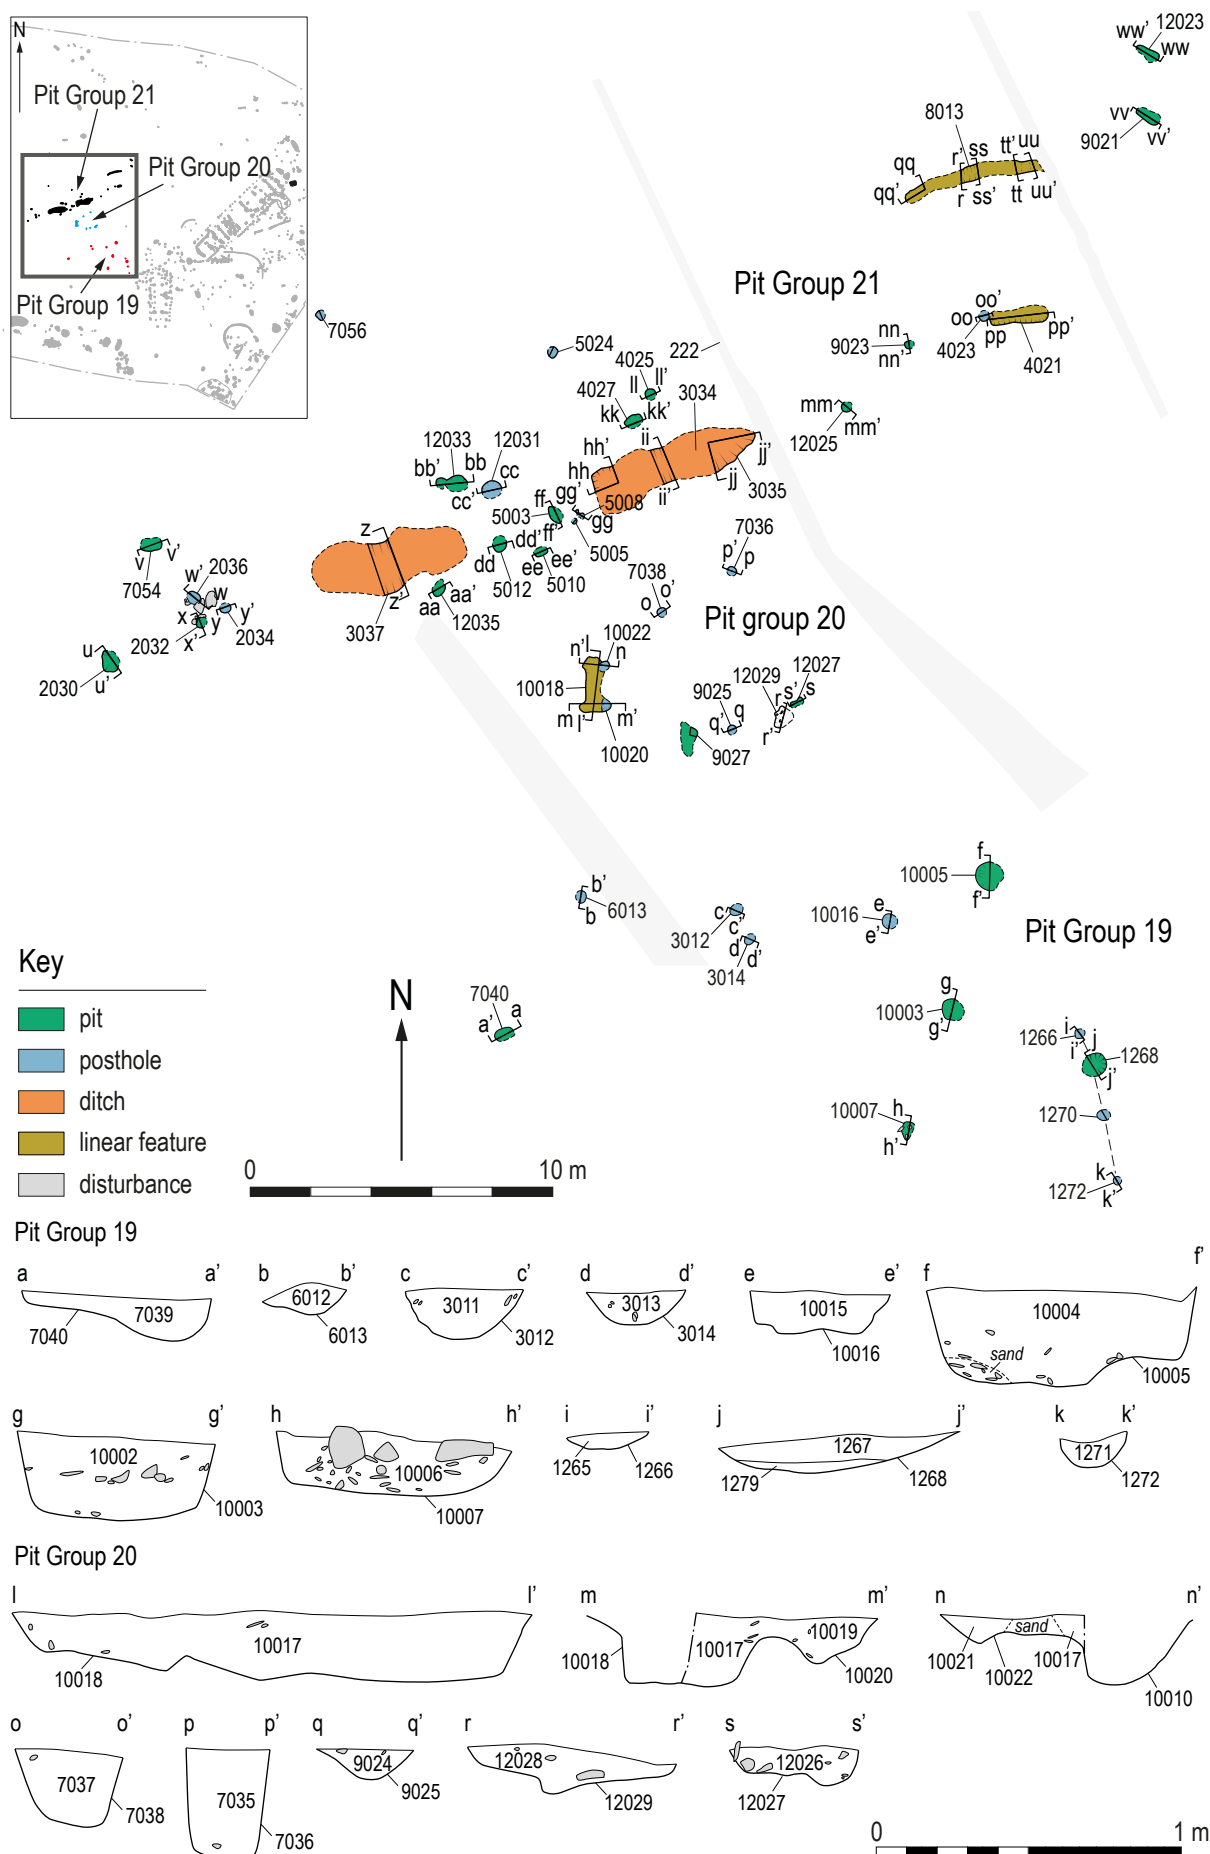 N
Pit Group 21
Pit Group 20
Pit Group 19
ww’ 12023
ww
vv
9021 vv’
8013
qq r’ ss tt’ uu
qq’ r ss’ tt uu’
Pit Group 21
7056
5024
222
4025
ll ll’
4027
kk kk’
3034
nn
9023
nn’
oo’
oo
4023 pp pp’
4021
mm
12025 mm’
12033 12031
bb’ bb cc
cc’
hh’ ii
hh
jj’
jj
ii’
3035
ff gg’
5008
5003
ff’ gg
5005
dd’
dd
ee ee’
5012 5010
z
z’
3037
aa aa’
12035
v v’
7054
w’ 2036
w
x
y’
y
2032 x’ 2034
u
2030 u’
7036
p’ p
7038
o o’
Pit group 20
n’ l 10022
n
10018
m l’ m’
10020
9025
q’ q
9027
12029 12027
r s’ s
r’
b’
b 6013
c
3012 c’
d d’
3014
e
10016
e’
f
10005
f’
Pit Group 19
g
10003
g’
7040
a’ a
i j
1266
i’ 1268
j’
1270
10007 h
h’
k
1272 k’
Key
pit
posthole
ditch
linear feature
disturbance
N
0 10 m
Pit Group 19
a a’ b b’ c c’ d d’ e e’ f f’
7039
7040
6012
6013
3011
3012
3013
3014
10015
10016
10004
sand
10005
g g’ h h’ i i’ j j’ k k’
10002
10003
10006
10007
1265 1266
1267
1279 1268
1271
1272
Pit Group 20
l l’ m m’ n n’
10017
10018
10018 10017 10019
10020
sand
10021 10022 10017
10010
o o’ p p’ q q’ r r’ s s’
7037
7038
7035
7036
9024
9025
12028
12029
12026
12027
0 1 m